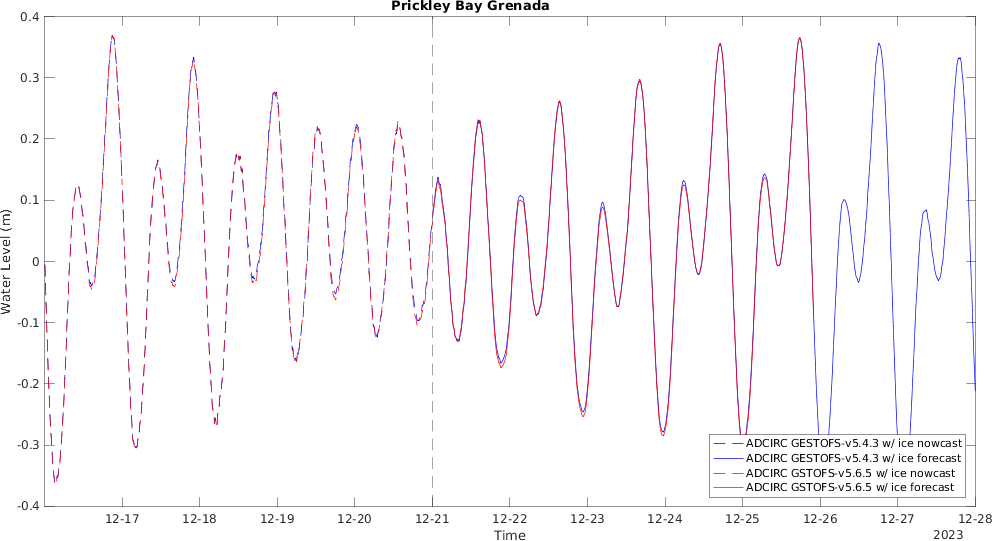 Prickley Bay Grenada
Water Level (m)
0.4
0.3
0.2
0.1
0
-0.1
-0.2
-0.3
-0.4
ADCIRC GESTOFS-v5.4.3 w/ ice nowcast
ADCIRC GESTOFS-v5.4.3 w/ ice forecast
ADCIRC GSTOFS-v5.6.5 w/ ice nowcast
ADCIRC GSTOFS-v5.6.5 w/ ice forecast
12-17 12-18 12-19 12-20 12-21 12-22 12-23 12-24 12-25 12-26 12-27 12-28
Time
2023